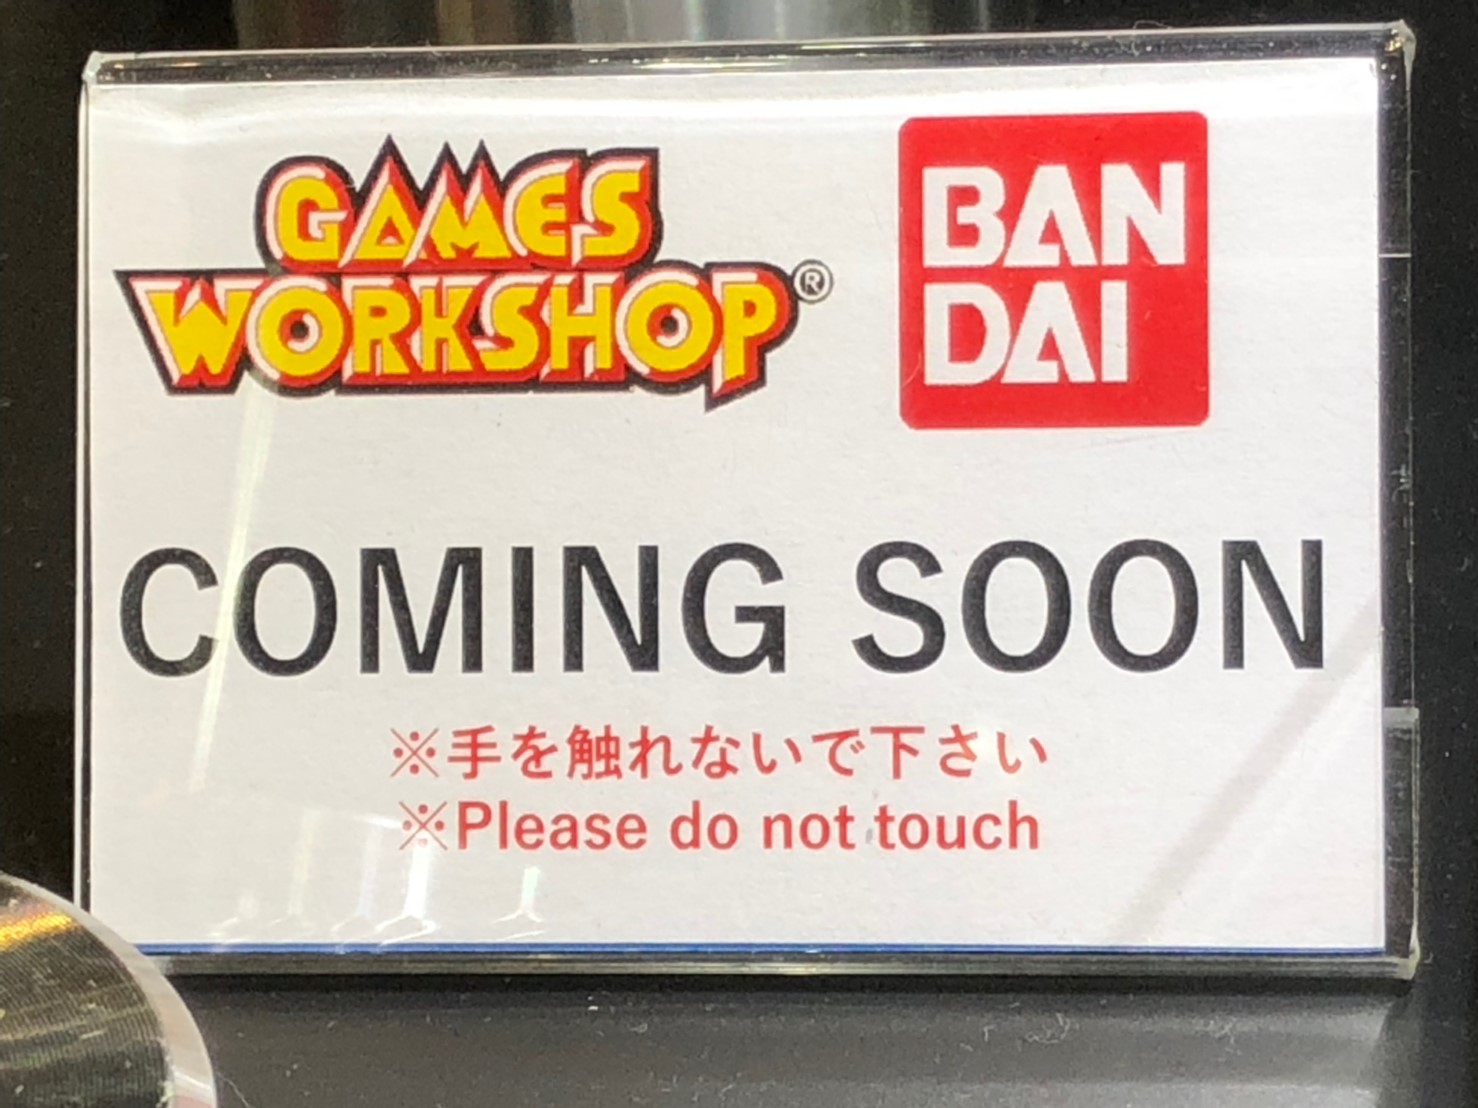 GAMES
WORKSHOP®
BAN
DAI
COMING SOON
※手を触れないで下さい
※Please do not touch